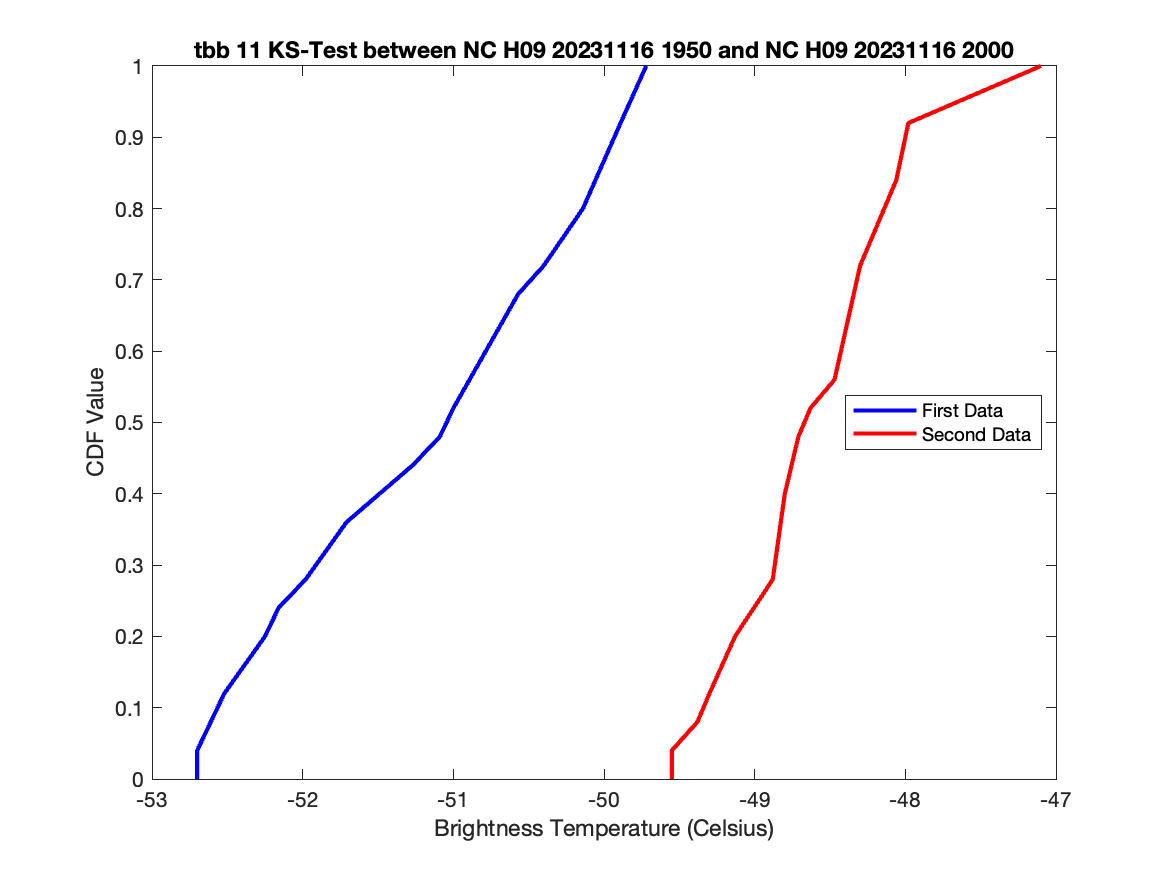 tbb 11 KS-Test between NC H09 20231116 1950 and NC H09 20231116 2000
1
0.9
0.8
0.7
0.6
0.5
0.4
0.3
0.2
0.1
0
CDF Value
First Data
Second Data
-53 -52 -51 -50 -49 -48 -47
Brightness Temperature (Celsius)